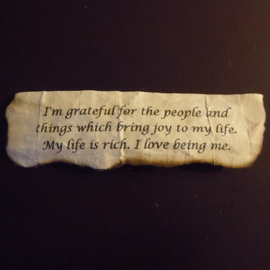 I'm grateful for the people and
things which bring joy to my life.
My life is rich. I love being me.